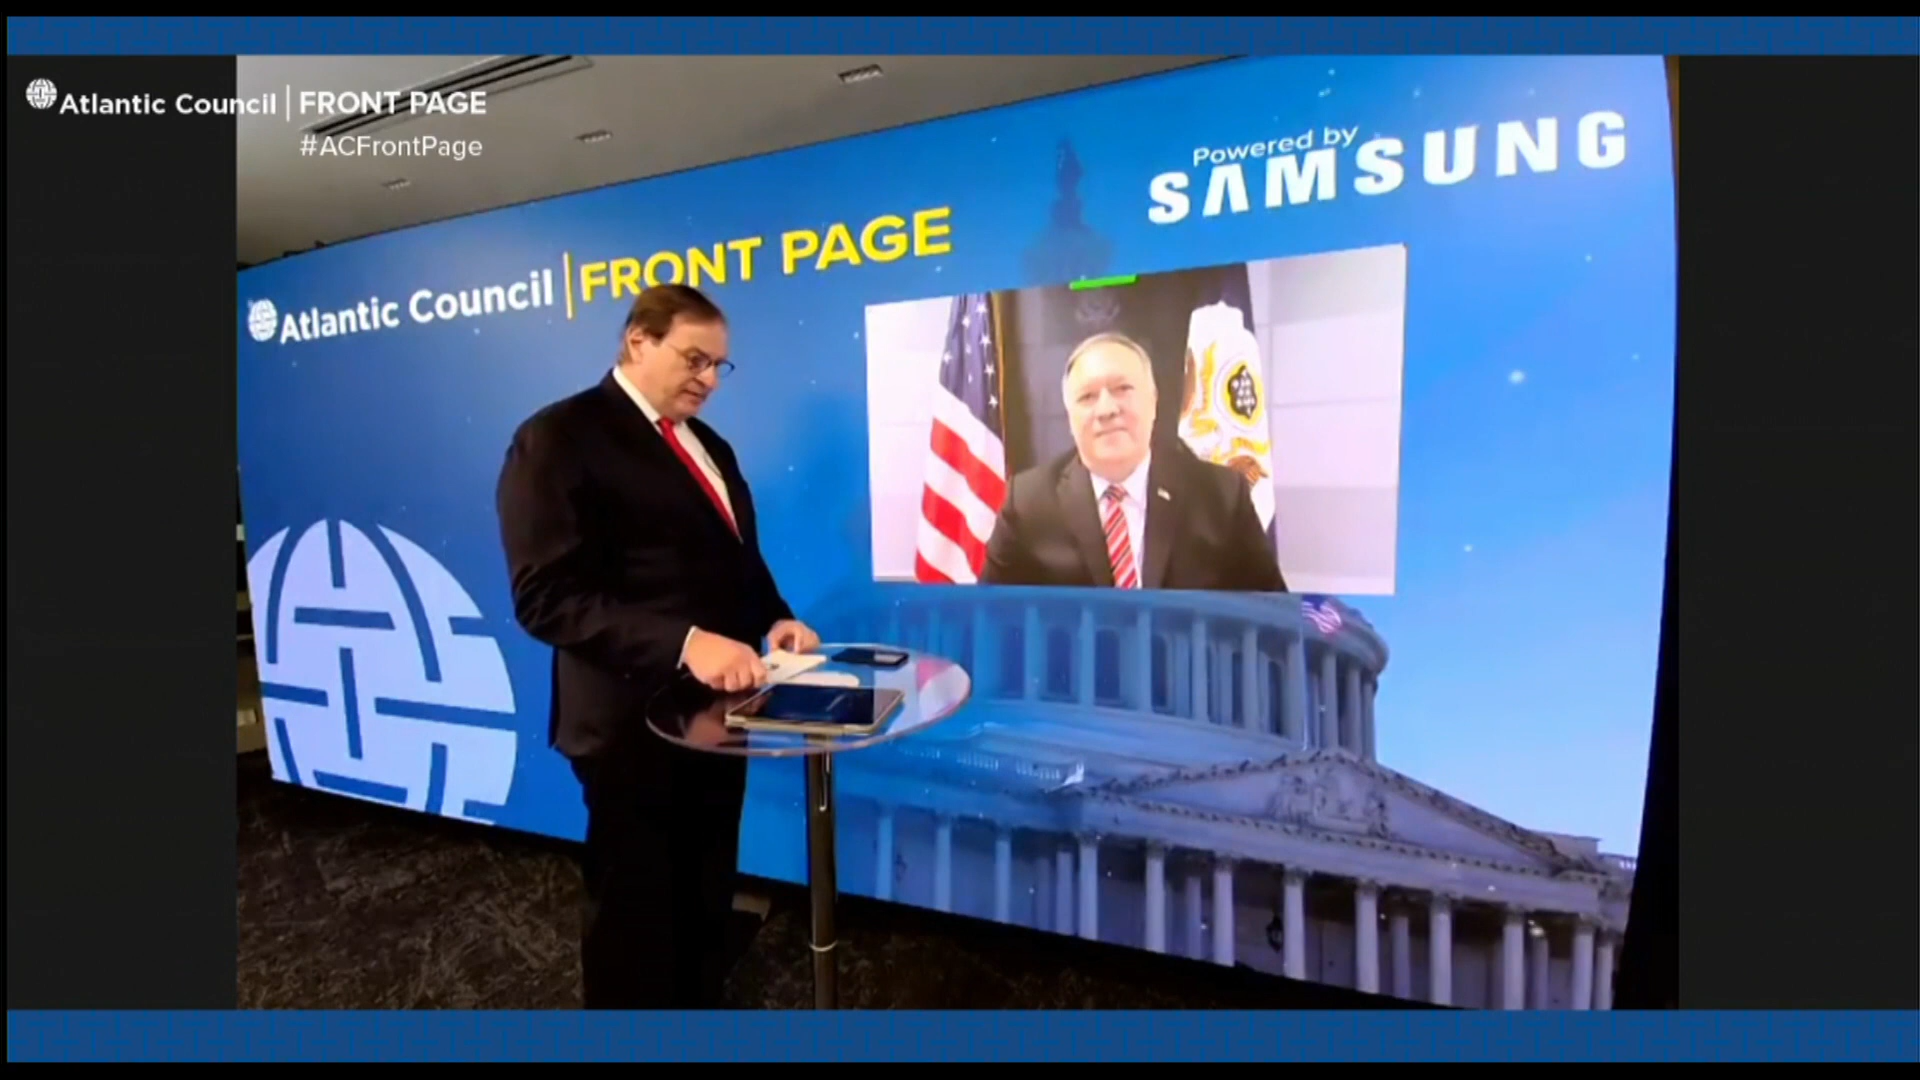 Atlantic Council | FRONT PAGE
#ACFrontPage
Powered by
SAMSUNG
Atlantic Council | FRONT PAGE